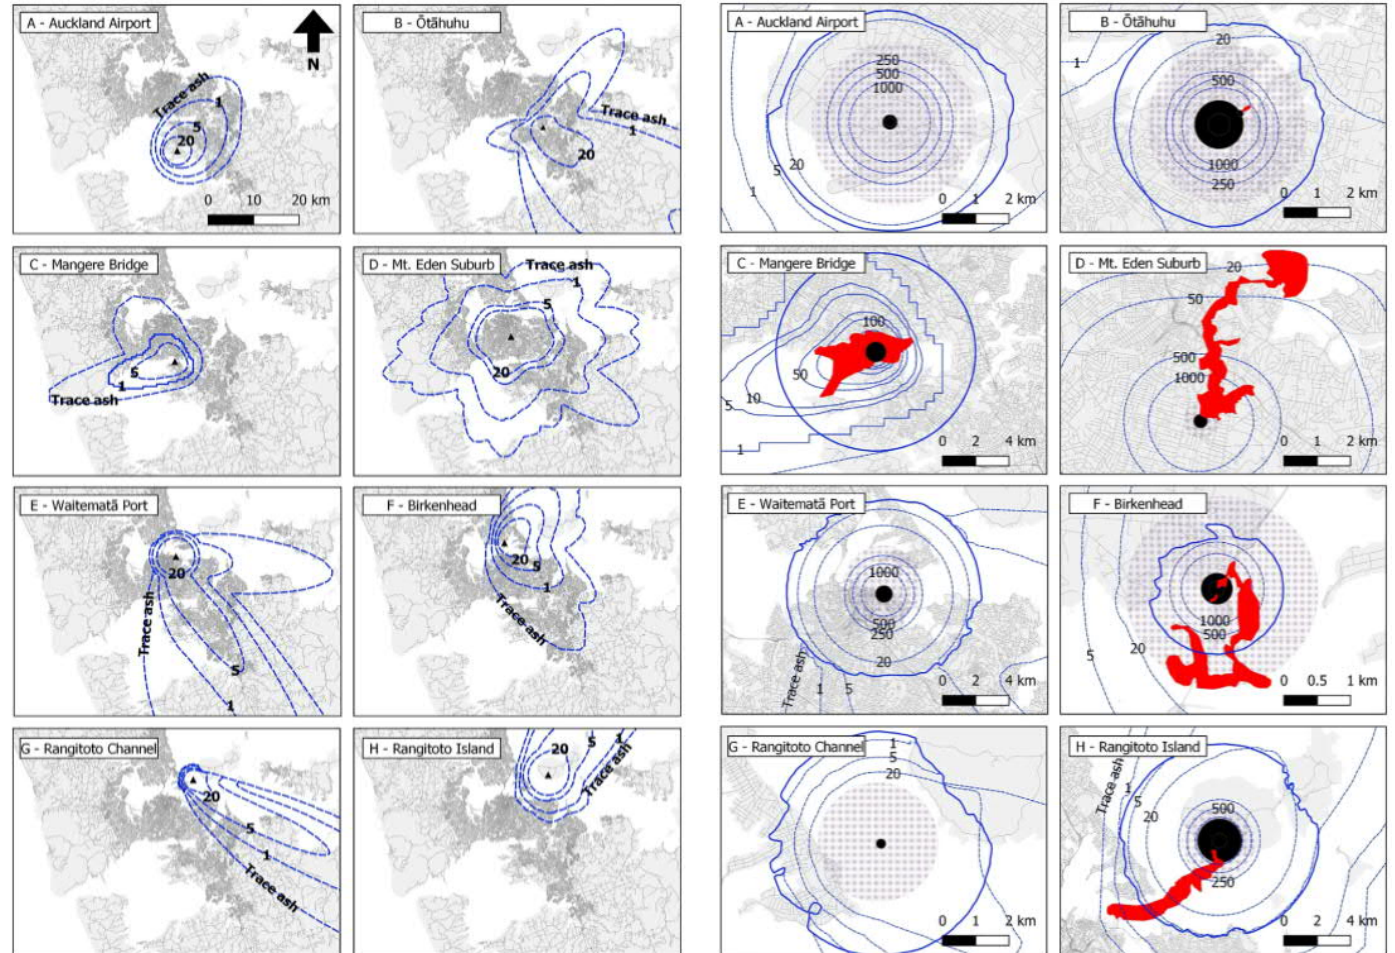 A - Auckland Airport
N
Trace ash
1
5
20
0 10 20 km
B - Ōtāhuhu
Trace ash
1
20
C - Mangere Bridge
5
1
Trace ash
D - Mt. Eden Suburb
Trace ash
1
5
20
E - Waitematā Port
20
Trace ash
5
1
F - Birkenhead
20
5
1
Trace ash
G - Rangitoto Channel
20
5
1
Trace ash
H - Rangitoto Island
20
5
1
Trace ash
A - Auckland Airport
250
500
1000
20
5
1
0 1 2 km
B - Ōtāhuhu
20
1
500
1000
250
0 1 2 km
C - Mangere Bridge
100
50
10
5
1
0 2 4 km
D - Mt. Eden Suburb
20
50
500
1000
0 1 2 km
E - Waitematā Port
1000
500
250
20
Trace ash
1
5
0 2 4 km
F - Birkenhead
1000
500
20
5
0 0.5 1 km
G - Rangitoto Channel
1
5
20
0 1 2 km
H - Rangitoto Island
Trace ash
1
5
20
500
250
0 2 4 km